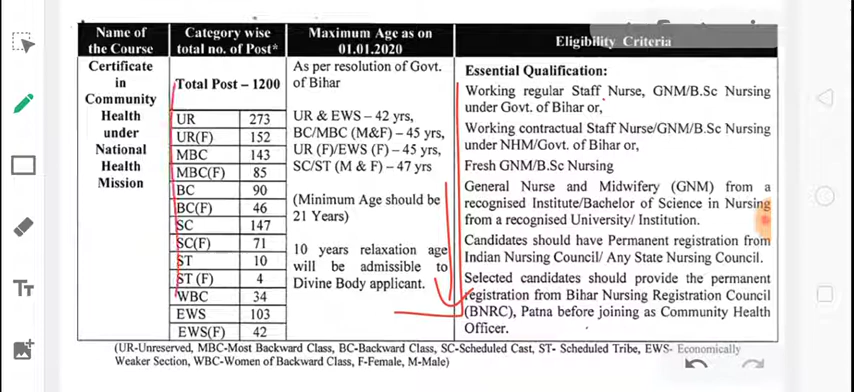 Name of the Course
Category wise total no. of Post*
Maximum Age as on 01.01.2020
Eligibility Criteria
Certificate
in
Community
Health
under
National
Health
Mission
Total Post – 1200
UR 273
UR(F) 152
MBC 143
MBC(F) 85
BC 90
BC(F) 46
SC 147
SC(F) 71
ST 10
ST (F) 4
WBC 34
EWS 103
EWS(F) 42
As per resolution of Govt.
of Bihar
UR & EWS – 42 yrs,
BC/MBC (M&F) – 45 yrs,
UR (F)/EWS (F) – 45 yrs,
SC/ST (M & F) – 47 yrs
(Minimum Age should be
21 Years)
10 years relaxation age
will be admissible to
Divine Body applicant.
Essential Qualification:
Working regular Staff Nurse, GNM/B.Sc Nursing
under Govt. of Bihar or,
Working contractual Staff Nurse/GNM/B.Sc Nursing
under NHM/Govt. of Bihar or,
Fresh GNM/B.Sc Nursing
General Nurse and Midwifery (GNM) from a
recognised Institute/Bachelor of Science in Nursing
from a recognised University/ Institution.
Candidates should have Permanent registration from
Indian Nursing Council/ Any State Nursing Council.
Selected candidates should provide the permanent
registration from Bihar Nursing Registration Council
(BNRC), Patna before joining as Community Health
Officer.
(UR-Unreserved, MBC-Most Backward Class, BC-Backward Class, SC-Scheduled Cast, ST- Scheduled Tribe, EWS- Economically
Weaker Section, WBC-Women of Backward Class, F-Female, M-Male)
TT